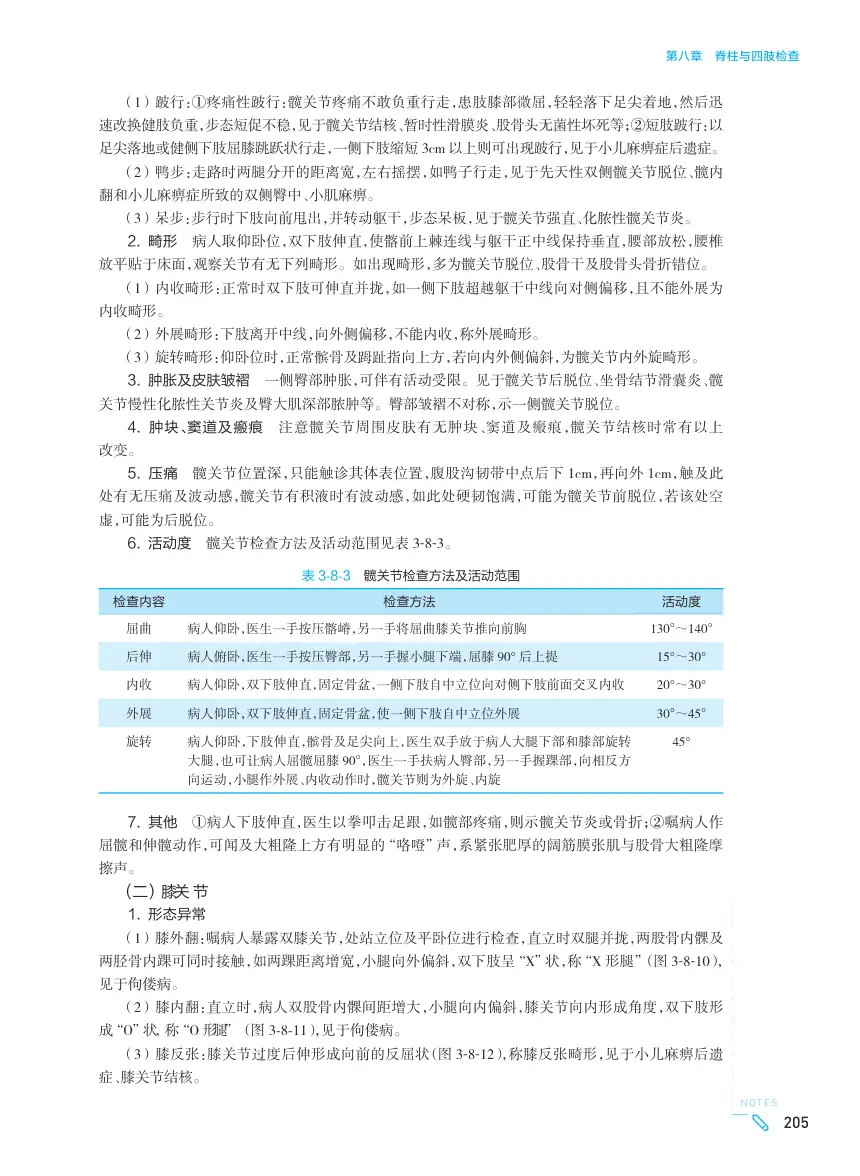 第八章 脊柱与四肢检查
（1）跛行：①疼痛性跛行：髋关节疼痛不敢负重行走，患肢膝部微屈，轻轻落下足尖着地，然后迅
速改换健肢负重，步态短促不稳，见于髋关节结核、暂时性滑膜炎、股骨头无菌性坏死等；②短肢跛行：以
足尖落地或健侧下肢屈膝跳跃状行走，一侧下肢缩短 3cm 以上则可出现跛行，见于小儿麻痹症后遗症。
（2）鸭步：走路时两腿分开的距离宽，左右摇摆，如鸭子行走，见于先天性双侧髋关节脱位、髋内
翻和小儿麻痹症所致的双侧臀中、小肌麻痹。
（3）呆步：步行时下肢向前甩出，并转动躯干，步态呆板，见于髋关节强直、化脓性髋关节炎。
2. 畸形 病人取仰卧位，双下肢伸直，使髂前上棘连线与躯干正中线保持垂直，腰部放松，腰椎
放平贴于床面，观察关节有无下列畸形。如出现畸形，多为髋关节脱位、股骨干及股骨头骨折错位。
（1）内收畸形：正常时双下肢可伸直并拢，如一侧下肢超越躯干中线向对侧偏移，且不能外展为
内收畸形。
（2）外展畸形：下肢离开中线，向外侧偏移，不能内收，称外展畸形。
（3）旋转畸形：仰卧位时，正常髌骨及踇趾指向上方，若向内外侧偏斜，为髋关节内外旋畸形。
3. 肿胀及皮肤皱褶 一侧臀部肿胀，可伴有活动受限。见于髋关节后脱位、坐骨结节滑囊炎、髋
关节慢性化脓性关节炎及臀大肌深部脓肿等。臀部皱褶不对称，示一侧髋关节脱位。
4. 肿块、窦道及瘢痕 注意髋关节周围皮肤有无肿块、窦道及瘢痕，髋关节结核时常有以上
改变。
5. 压痛 髋关节位置深，只能触诊其体表位置，腹股沟韧带中点后下 1cm，再向外 1cm，触及此
处有无压痛及波动感，髋关节有积液时有波动感，如此处硬韧饱满，可能为髋关节前脱位，若该处空
虚，可能为后脱位。
6. 活动度 髋关节检查方法及活动范围见表 3-8-3。
表 3-8-3 髋关节检查方法及活动范围
检查内容 检查方法 活动度
屈曲 病人仰卧，医生一手按压髂嵴，另一手将屈曲膝关节推向前胸 130°～140°
后伸 病人俯卧，医生一手按压臀部，另一手握小腿下端，屈膝 90° 后上提 15°～30°
内收 病人仰卧，双下肢伸直，固定骨盆，一侧下肢自中立位向对侧下肢前面交叉内收 20°～30°
外展 病人仰卧，双下肢伸直，固定骨盆，使一侧下肢自中立位外展 30°～45°
旋转 病人仰卧，下肢伸直，髌骨及足尖向上，医生双手放于病人大腿下部和膝部旋转 45°
大腿，也可让病人屈髋屈膝 90°，医生一手扶病人臀部，另一手握踝部，向相反方
向运动，小腿作外展、内收动作时，髋关节则为外旋、内旋
7. 其他 ①病人下肢伸直，医生以拳叩击足跟，如髋部疼痛，则示髋关节炎或骨折；②嘱病人作
屈髋和伸髋动作，可闻及大粗隆上方有明显的“咯噔”声，系紧张肥厚的阔筋膜张肌与股骨大粗隆摩
擦声。
（二）膝关节
1. 形态异常
（1）膝外翻：嘱病人暴露双膝关节，处站立位及平卧位进行检查，直立时双腿并拢，两股骨内髁及
两胫骨内踝可同时接触，如两踝距离增宽，小腿向外偏斜，双下肢呈“X”状，称“X 形腿”（图 3-8-10），
见于佝偻病。
（2）膝内翻：直立时，病人双股骨内髁间距增大，小腿向内偏斜，膝关节向内形成角度，双下肢形
成“O”状，称“O 形腿”（图 3-8-11），见于佝偻病。
（3）膝反张：膝关节过度后伸形成向前的反屈状（图 3-8-12），称膝反张畸形，见于小儿麻痹后遗
症、膝关节结核。
NOTES
205